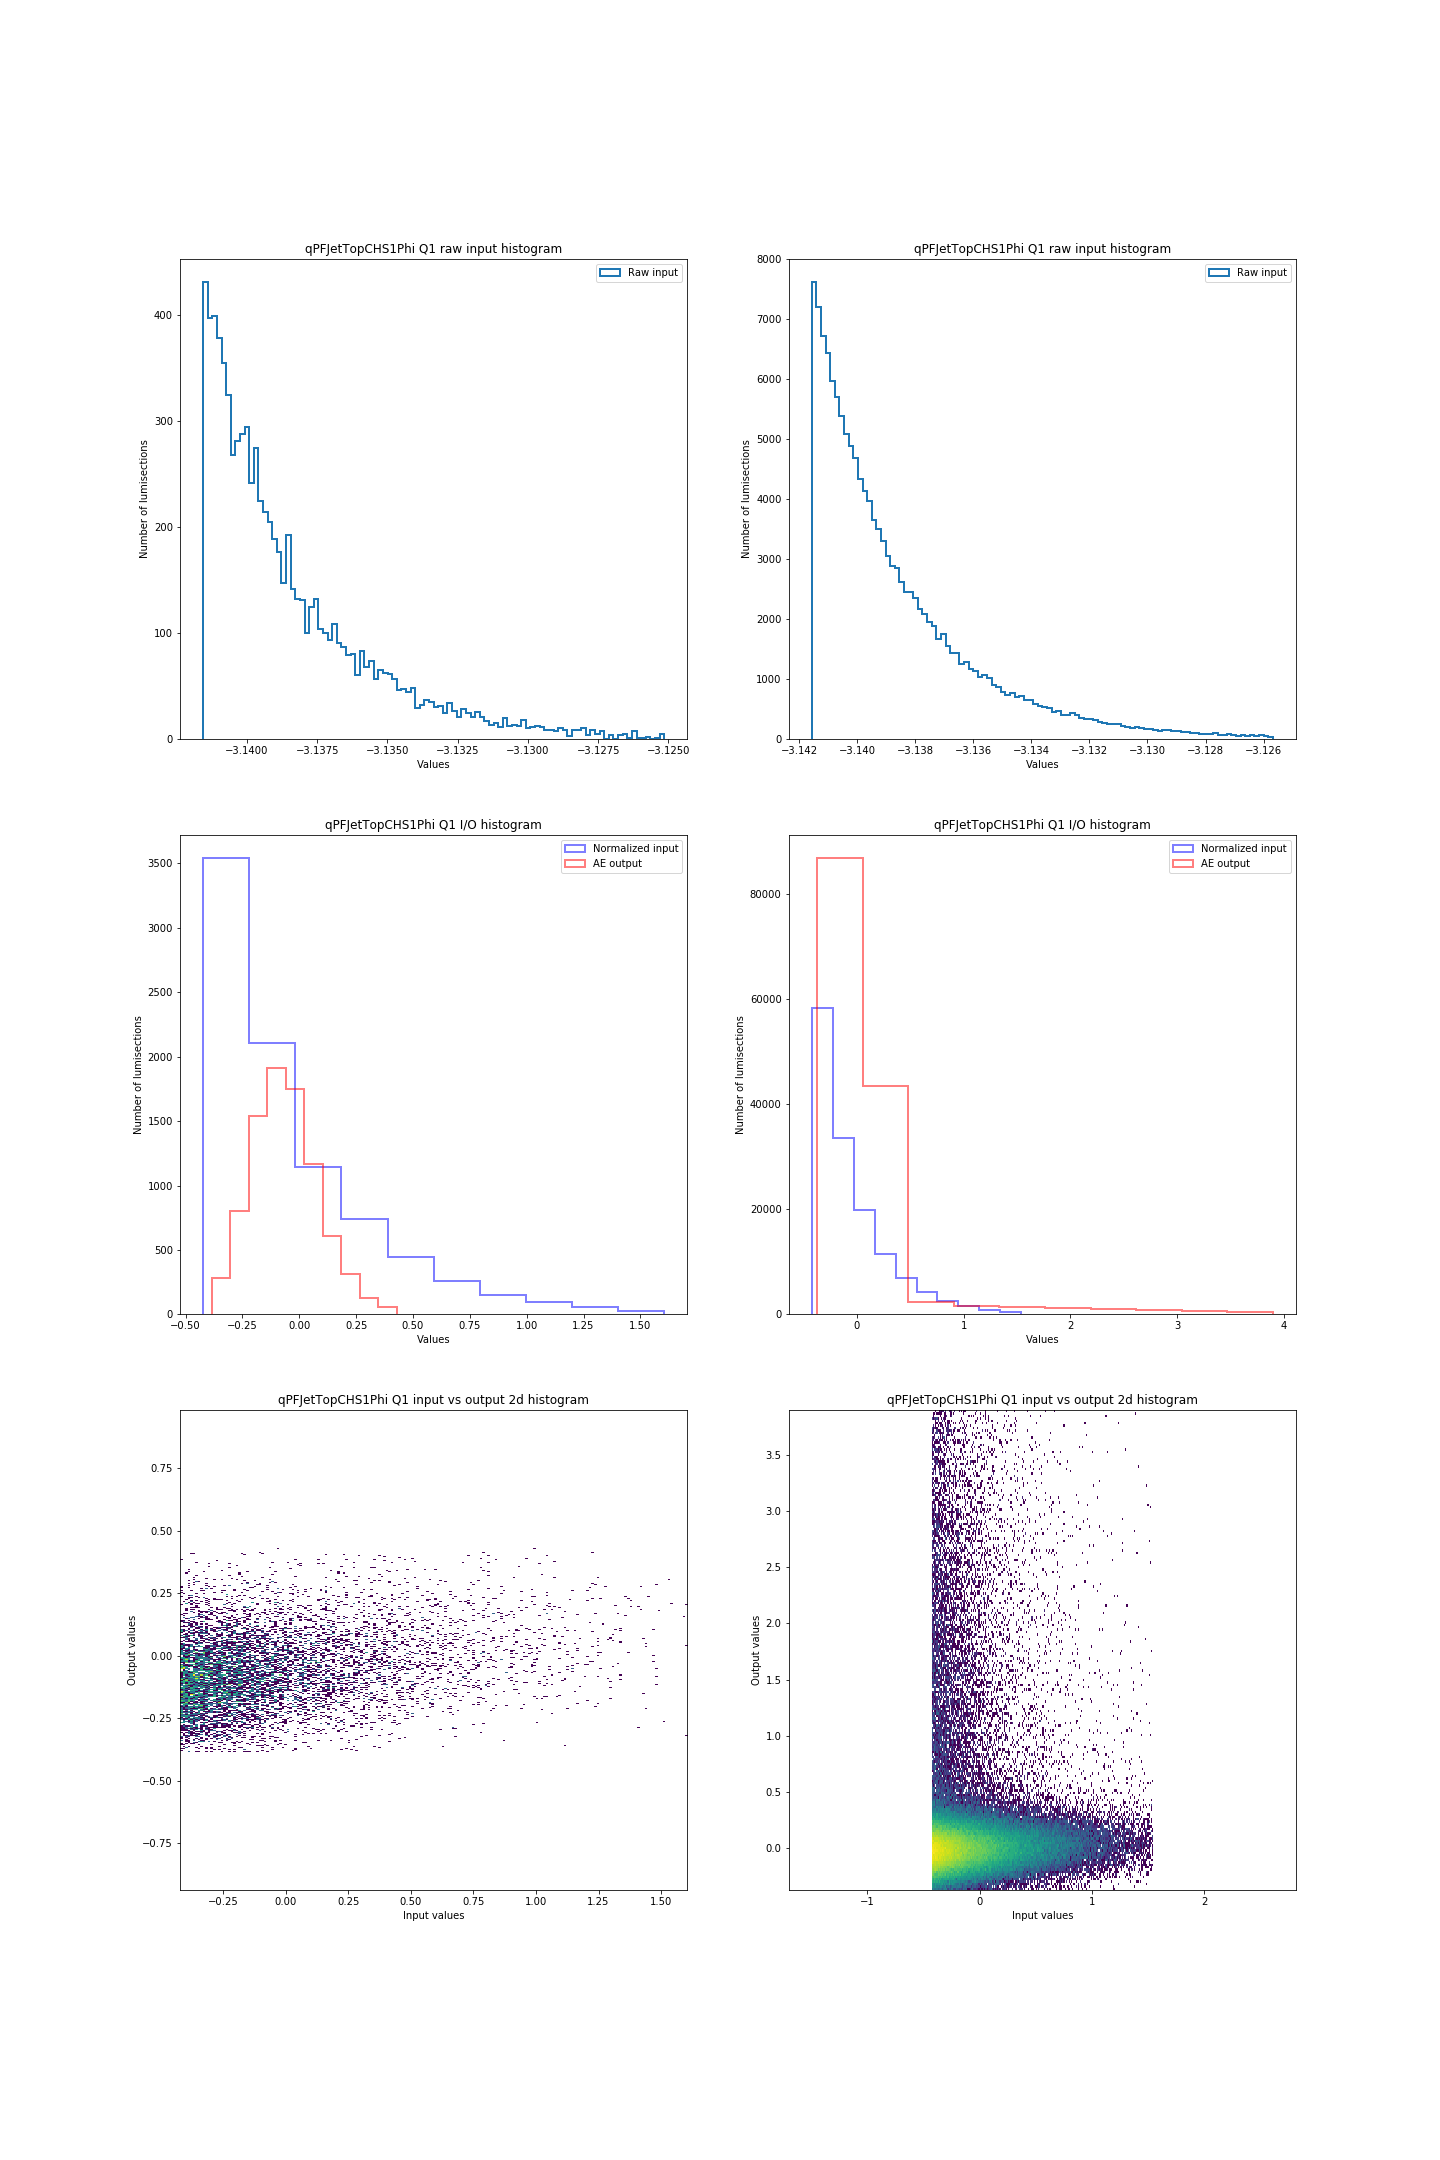 qPFJetTopCHS1Phi Q1 raw input histogram
Raw input
400
300
200
100
0
Number of lumisections
−3.1400 −3.1375 −3.1350 −3.1325 −3.1300 −3.1275 −3.1250
Values
qPFJetTopCHS1Phi Q1 raw input histogram
Raw input
8000
7000
6000
5000
4000
3000
2000
1000
0
Number of lumisections
−3.142 −3.140 −3.138 −3.136 −3.134 −3.132 −3.130 −3.128 −3.126
Values
qPFJetTopCHS1Phi Q1 I/O histogram
Normalized input
AE output
3500
3000
2500
2000
1500
1000
500
0
Number of lumisections
−0.50 −0.25 0.00 0.25 0.50 0.75 1.00 1.25 1.50
Values
qPFJetTopCHS1Phi Q1 I/O histogram
Normalized input
AE output
80000
60000
40000
20000
0
Number of lumisections
0 1 2 3 4
Values
qPFJetTopCHS1Phi Q1 input vs output 2d histogram
0.75
0.50
0.25
0.00
−0.25
−0.50
−0.75
Output values
−0.25 0.00 0.25 0.50 0.75 1.00 1.25 1.50
Input values
qPFJetTopCHS1Phi Q1 input vs output 2d histogram
3.5
3.0
2.5
2.0
1.5
1.0
0.5
0.0
Output values
−1 0 1 2
Input values